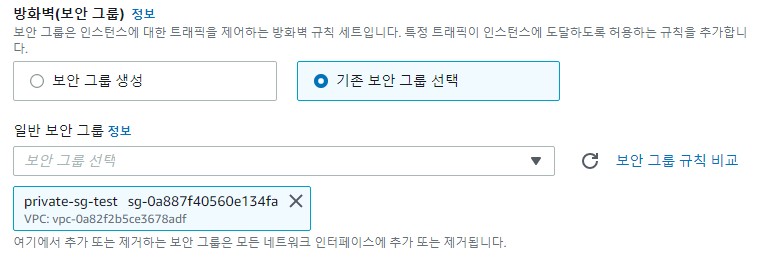 방화벽(보안 그룹) 정보
보안 그룹은 인스턴스에 대한 트래픽을 제어하는 방화벽 규칙 세트입니다. 특정 트래픽이 인스턴스에 도달하도록 허용하는 규칙을 추가합니
다.
보안 그룹 생성
기존 보안 그룹 선택
일반 보안 그룹 정보
보안 그룹 선택
보안 그룹 규칙 비교
private-sg-test sg-0a887f40560e134fa
VPC: vpc-0a82f2b5ce3678adf
여기에서 추가 또는 제거하는 보안 그룹은 모든 네트워크 인터페이스에 추가 또는 제거됩니다.